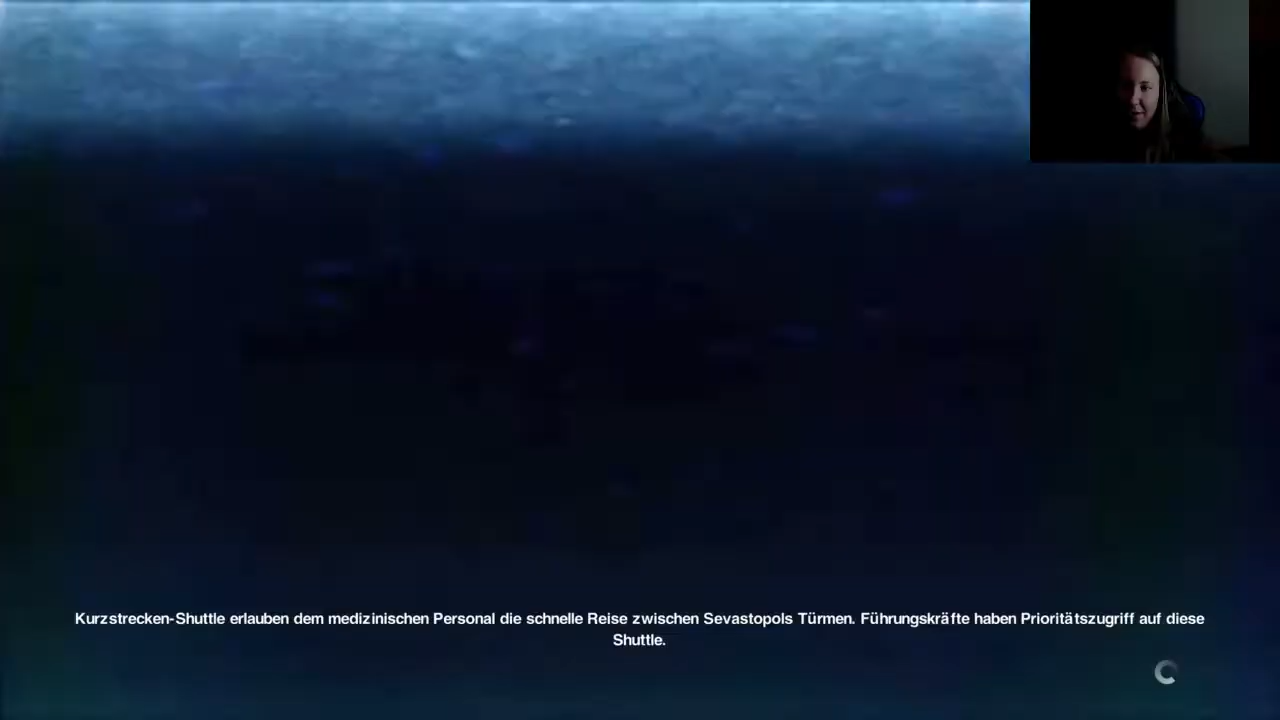 Kurzstrecken-Shuttle erlauben dem medizinischen Personal die schnelle Reise zwischen Sevastopols Türmen. Führungskräfte haben Prioritätszugriff auf diese
Shuttle.